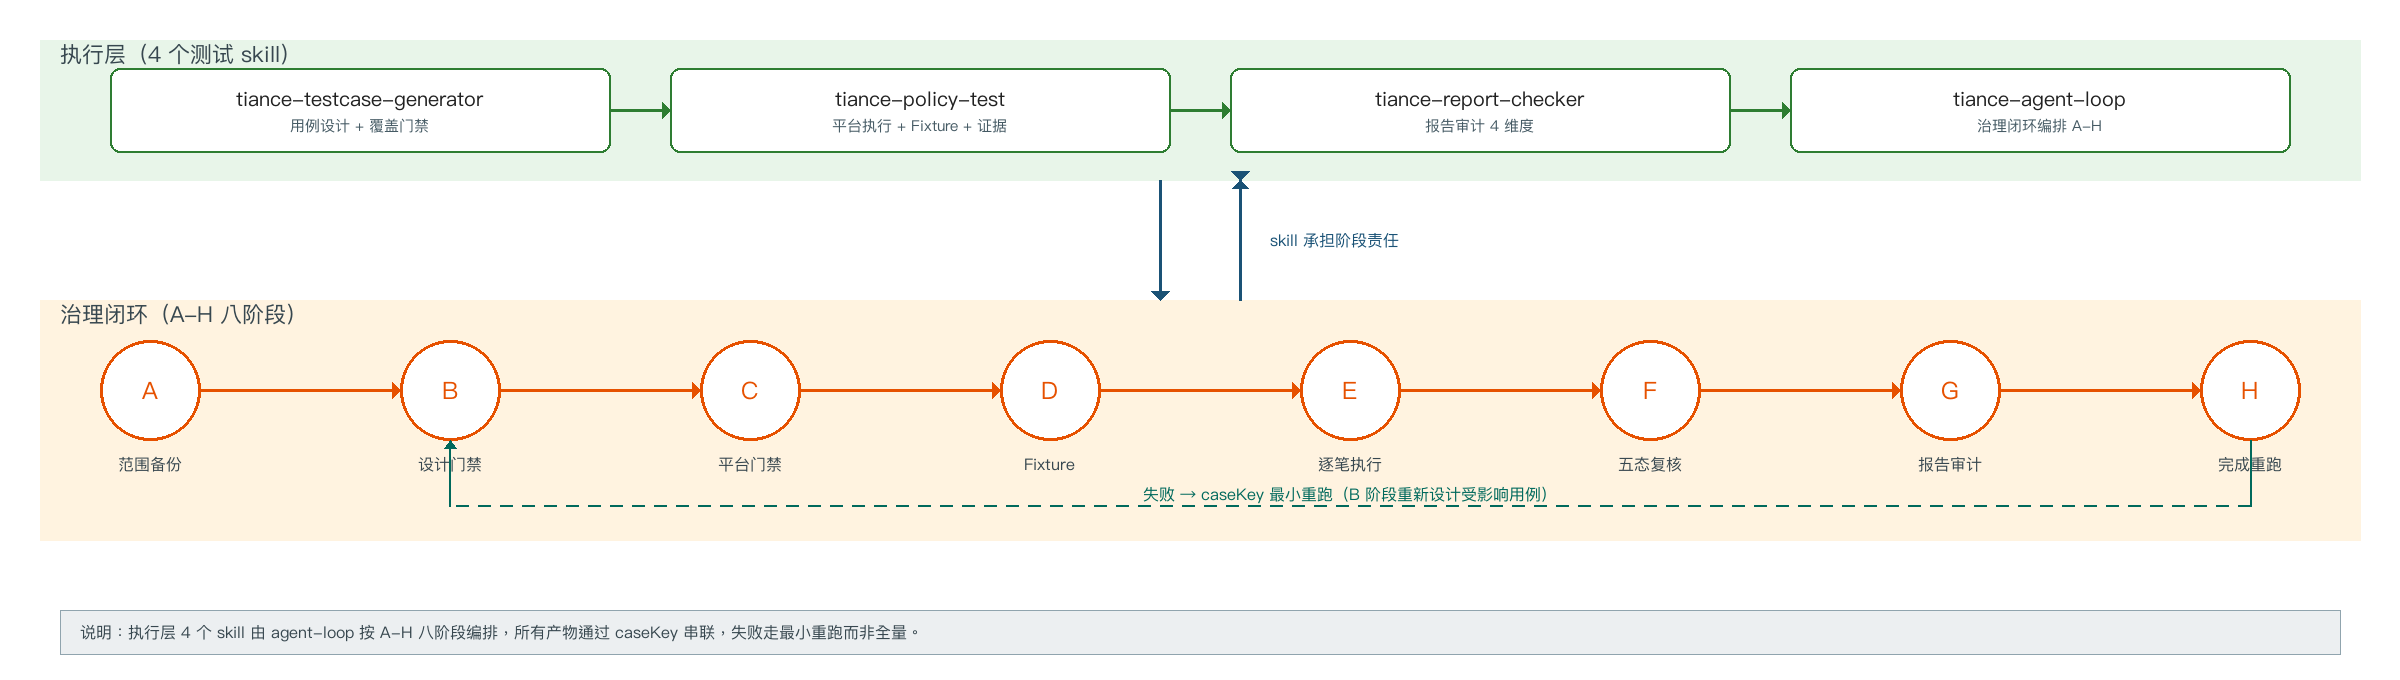 执行层（4 个测试 skill）
tiance-testcase-generator
用例设计 + 覆盖门禁
tiance-policy-test
平台执行 + Fixture + 证据
tiance-report-checker
报告审计 4 维度
tiance-agent-loop
治理闭环编排 A-H
skill 承担阶段责任
治理闭环（A-H 八阶段）
A
B
C
D
E
F
G
H
范围备份
设计门禁
平台门禁
Fixture
逐笔执行
五态复核
报告审计
完成重跑
失败 → caseKey 最小重跑（B 阶段重新设计受影响用例）
说明：执行层 4 个 skill 由 agent-loop 按 A-H 八阶段编排，所有产物通过 caseKey 串联，失败走最小重跑而非全量。